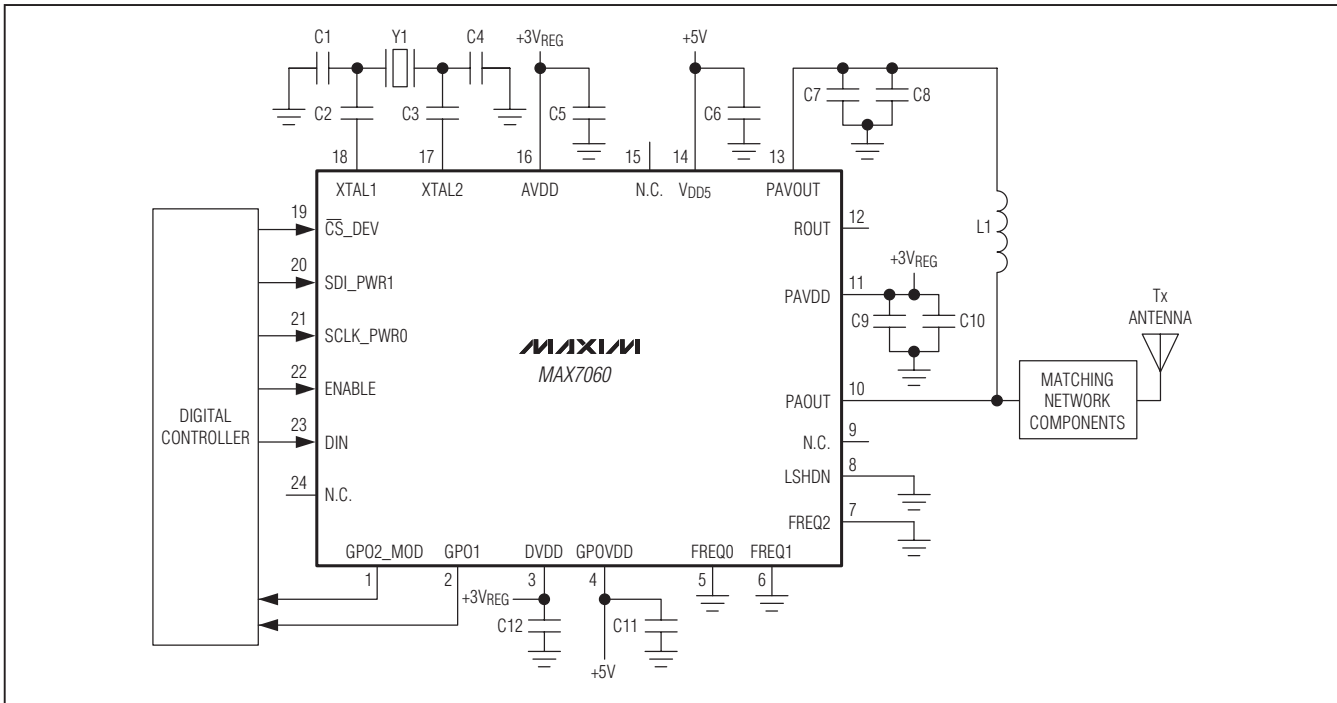 C1
Y1
C4
+3VREG
+5V
C2
C3
C5
C6
C7
C8
18
17
16
15
14
13
XTAL1
XTAL2
AVDD
N.C.
VDD5
PAVOUT
19
C̅S̅_DEV
ROUT
12
L1
20
SDI_PWR1
+3VREG
PAVDD
11
21
SCLK_PWR0
C9
C10
Tx
ANTENNA
MAXIM
MAX7060
22
ENABLE
PAOUT
10
MATCHING
NETWORK
COMPONENTS
DIGITAL
CONTROLLER
23
DIN
N.C.
9
24
N.C.
LSHDN
8
FREQ2
7
GPO2_MOD
GPO1
DVDD
GPOVDD
FREQ0
FREQ1
1
2
3
4
5
6
+3VREG
C12
C11
+5V